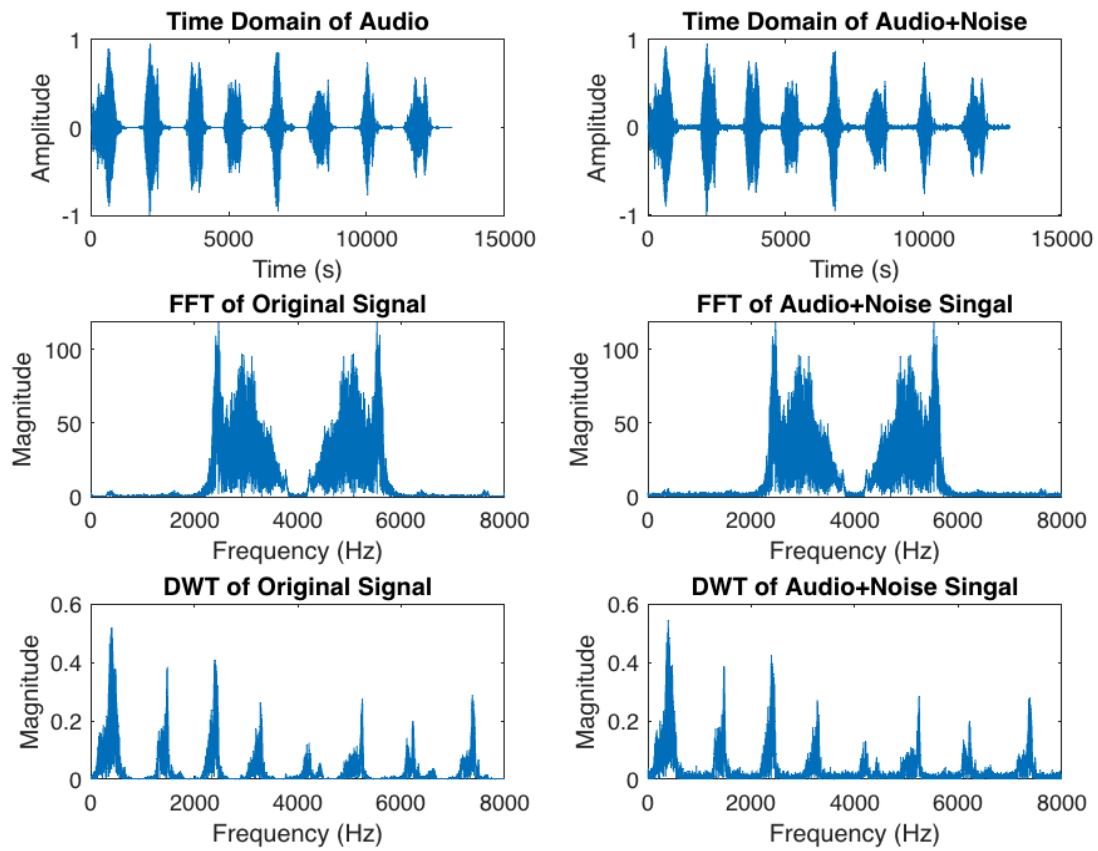 Time Domain of Audio
1
0
-1
Amplitude
0 5000 10000 15000
Time (s)
Time Domain of Audio+Noise
1
0
-1
Amplitude
0 5000 10000 15000
Time (s)
FFT of Original Signal
100
50
0
Magnitude
0 2000 4000 6000 8000
Frequency (Hz)
FFT of Audio+Noise Singal
100
50
0
Magnitude
0 2000 4000 6000 8000
Frequency (Hz)
DWT of Original Signal
0.6
0.4
0.2
0
Magnitude
0 2000 4000 6000 8000
Frequency (Hz)
DWT of Audio+Noise Singal
0.6
0.4
0.2
0
Magnitude
0 2000 4000 6000 8000
Frequency (Hz)